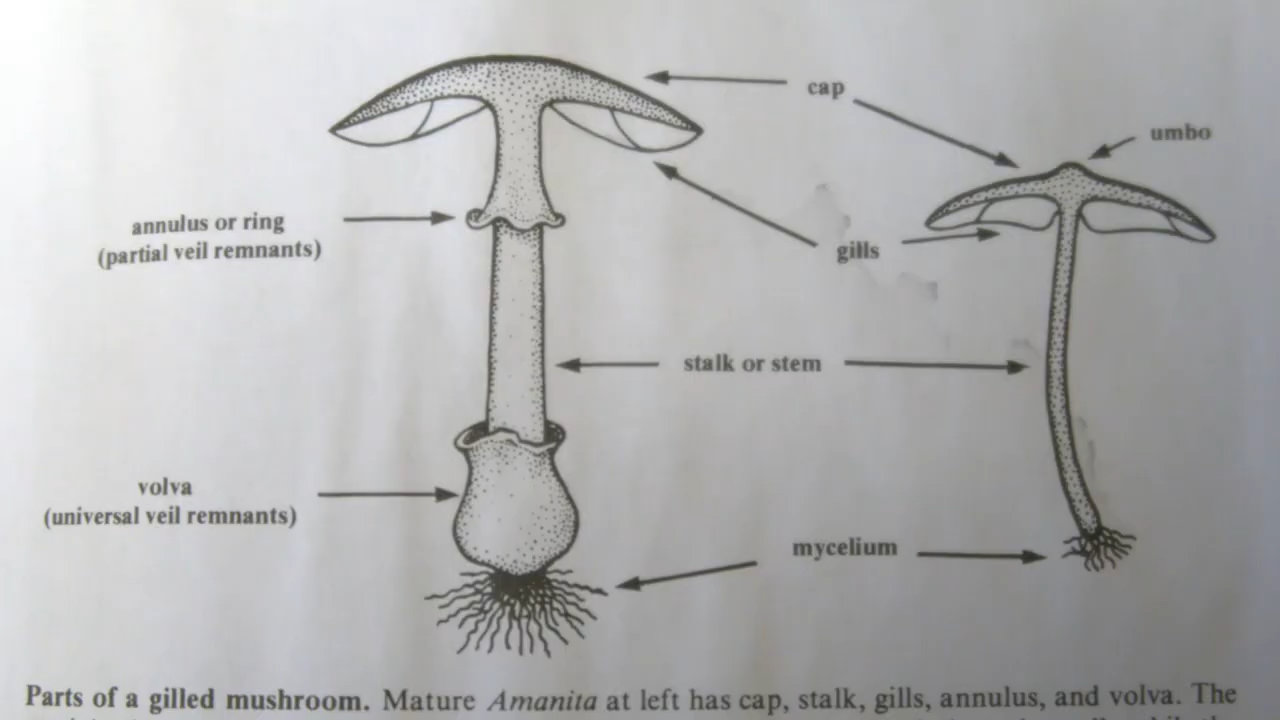 cap
umbo
annulus or ring
(partial veil remnants)
gills
stalk or stem
volva
(universal veil remnants)
mycelium
Parts of a gilled mushroom. Mature Amanita at left has cap, stalk, gills, annulus, and volva. The